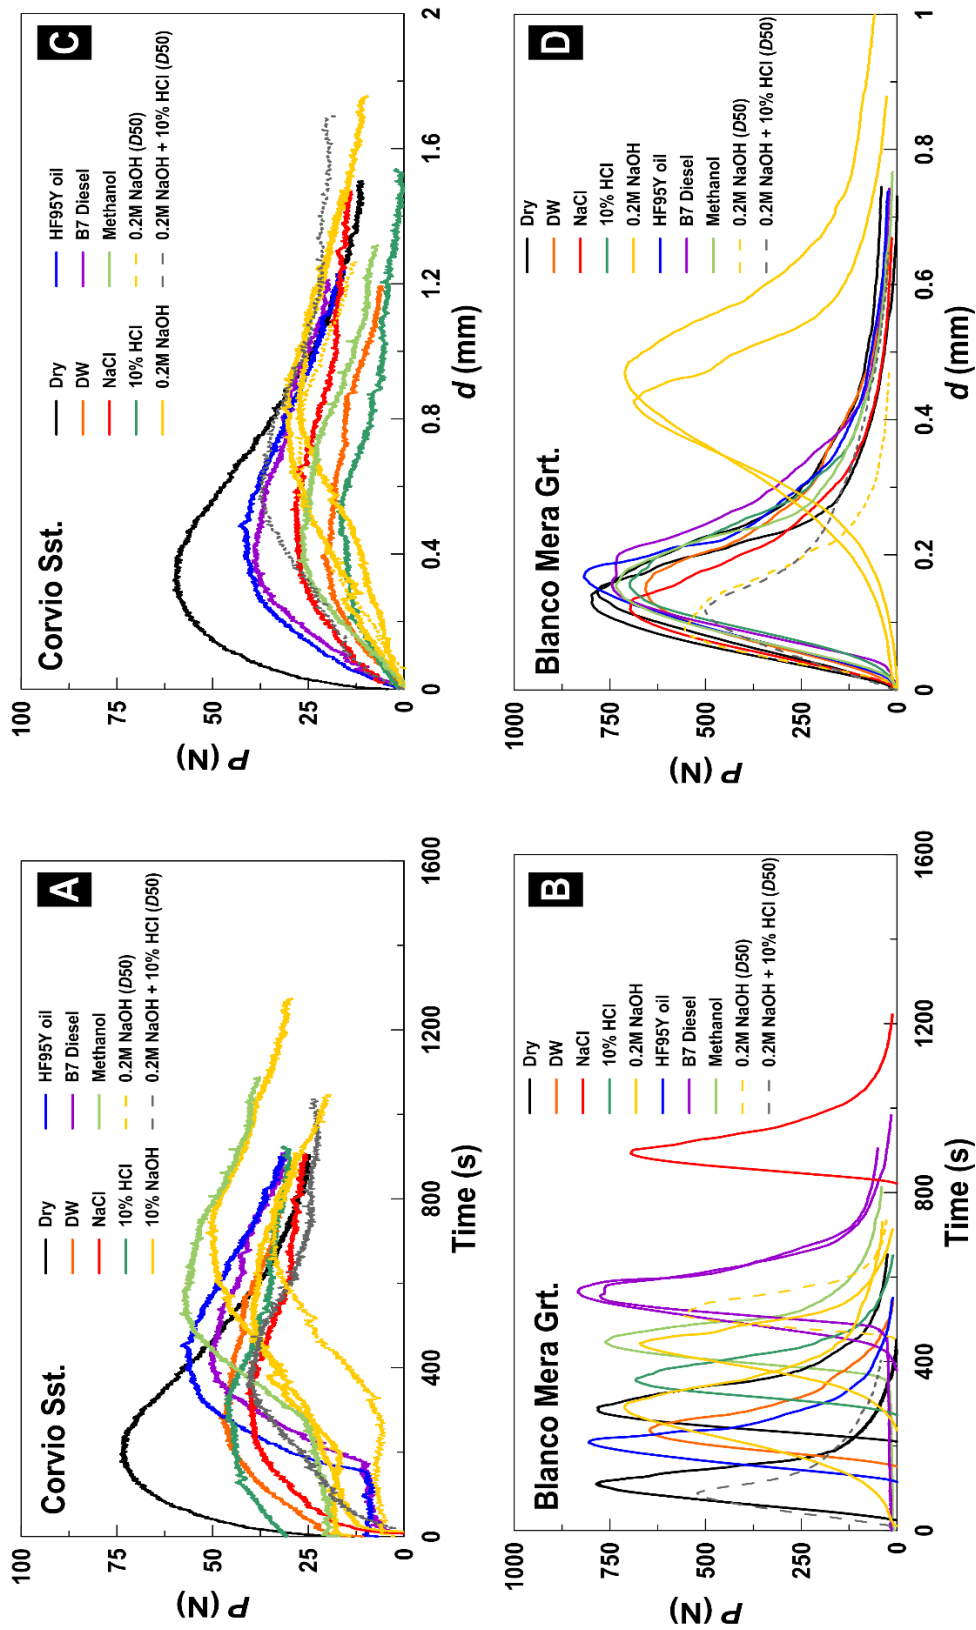 Corvio Sst.
A
Dry
DW
NaCl
10% HCl
10% NaOH
HF95Y oil
B7 Diesel
Methanol
0.2M NaOH (D50)
0.2M NaOH + 10% HCl (D50)
P (N)
100
75
50
25
0
0
400
800
1200
1600
Time (s)
Corvio Sst.
C
Dry
DW
NaCl
10% HCl
0.2M NaOH
HF95Y oil
B7 Diesel
Methanol
0.2M NaOH (D50)
0.2M NaOH + 10% HCl (D50)
P (N)
100
75
50
25
0
0
0.4
0.8
1.2
1.6
2
d (mm)
Blanco Mera Grt.
B
Dry
DW
NaCl
10% HCl
0.2M NaOH
HF95Y oil
B7 Diesel
Methanol
0.2M NaOH (D50)
0.2M NaOH + 10% HCl (D50)
P (N)
1000
750
500
250
0
0
400
800
1200
1600
Time (s)
Blanco Mera Grt.
D
Dry
DW
NaCl
10% HCl
0.2M NaOH
HF95Y oil
B7 Diesel
Methanol
0.2M NaOH (D50)
0.2M NaOH + 10% HCl (D50)
P (N)
1000
750
500
250
0
0
0.2
0.4
0.6
0.8
1
d (mm)